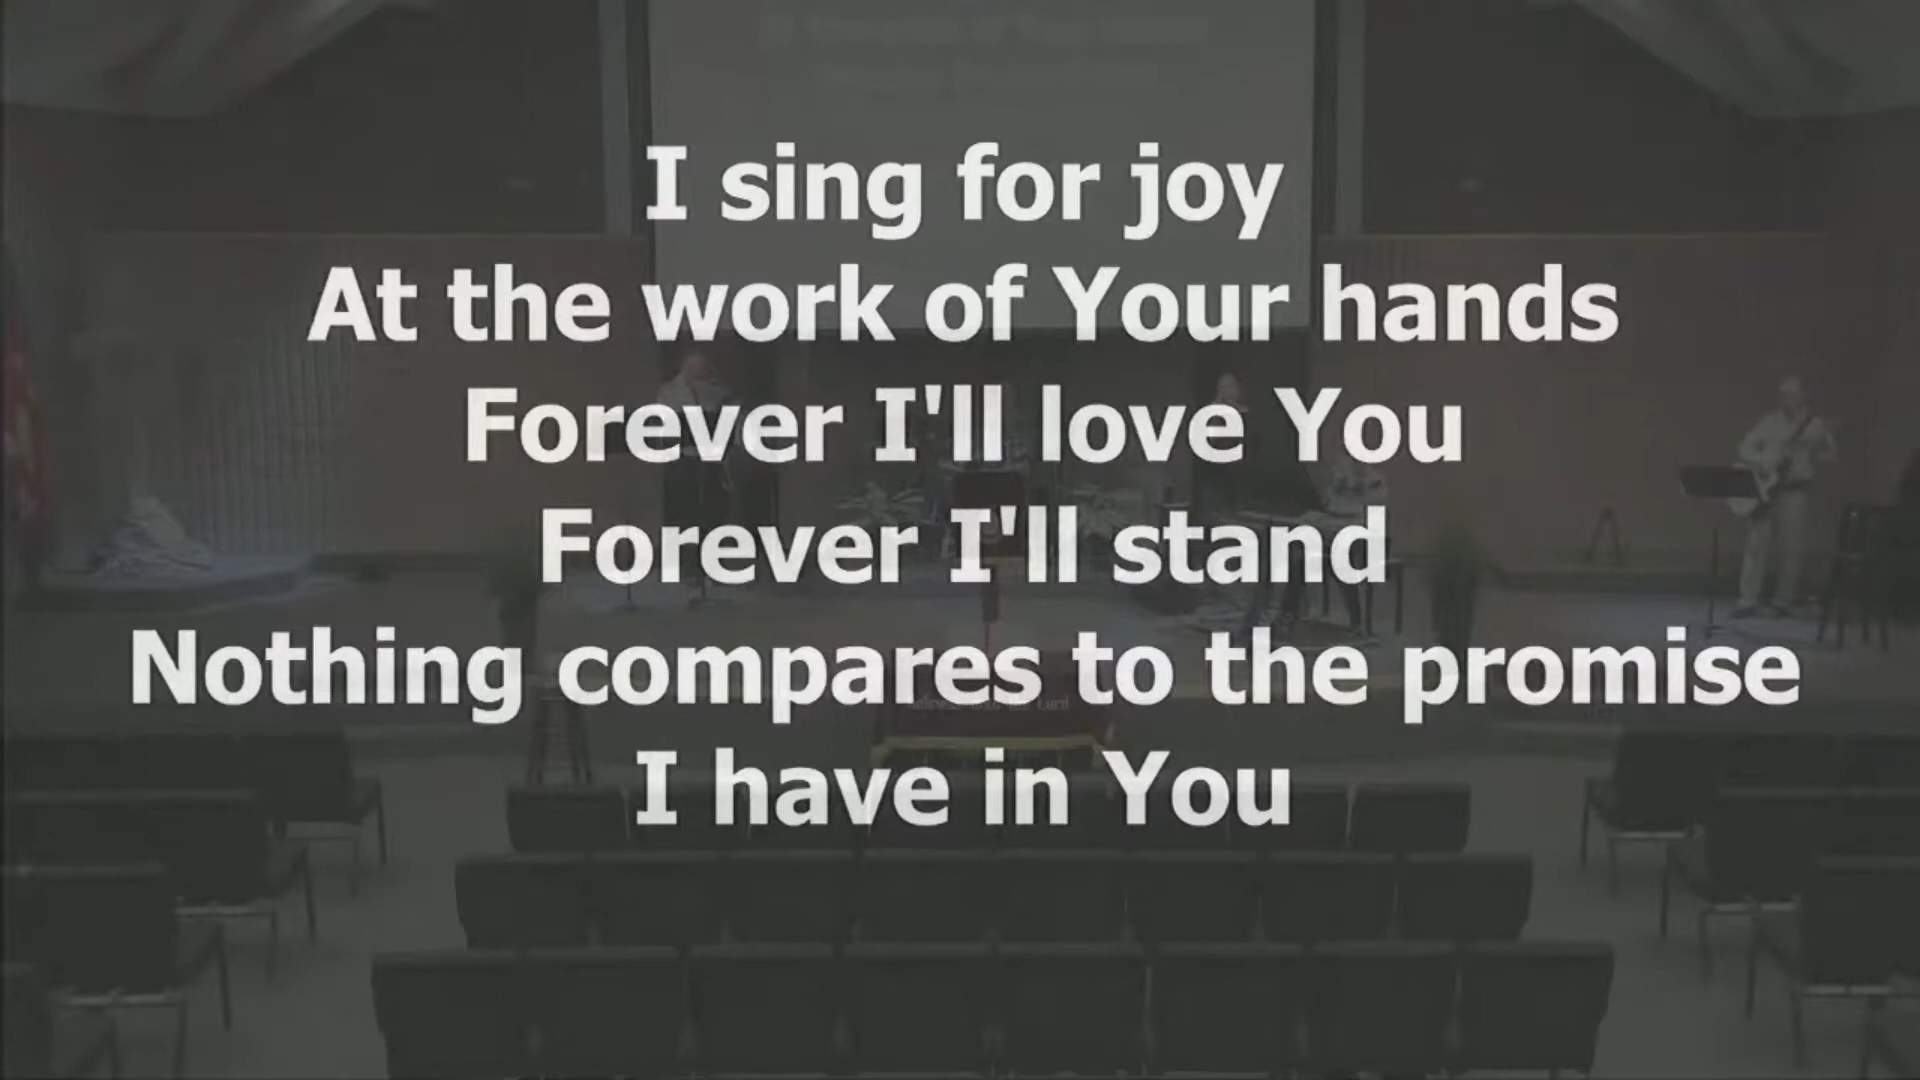 I sing for joy
At the work of Your hands
Forever I'll love You
Forever I'll stand
Nothing compares to the promise
I have in You